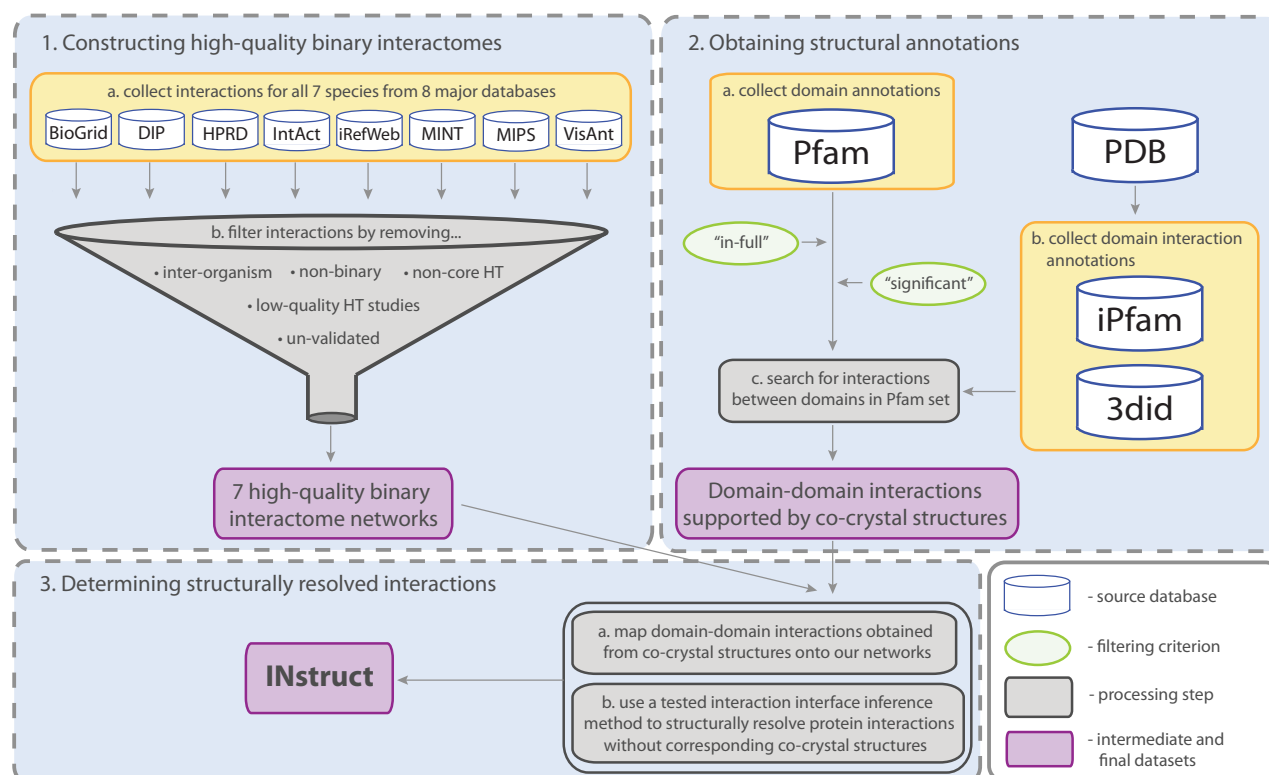 1. Constructing high-quality binary interactomes
a. collect interactions for all 7 species from 8 major databases
BioGrid
DIP
HPRD
IntAct
iRefWeb
MINT
MIPS
VisAnt
b. filter interactions by removing...
• inter-organism
• non-binary
• non-core HT
• low-quality HT studies
• un-validated
7 high-quality binary
interactome networks
2. Obtaining structural annotations
a. collect domain annotations
Pfam
PDB
“in-full”
“significant”
b. collect domain interaction
annotations
iPfam
3did
c. search for interactions
between domains in Pfam set
Domain-domain interactions
supported by co-crystal structures
3. Determining structurally resolved interactions
a. map domain-domain interactions obtained
from co-crystal structures onto our networks
b. use a tested interaction interface inference
method to structurally resolve protein interactions
without corresponding co-crystal structures
INstruct
- source database
- filtering criterion
- processing step
- intermediate and
final datasets